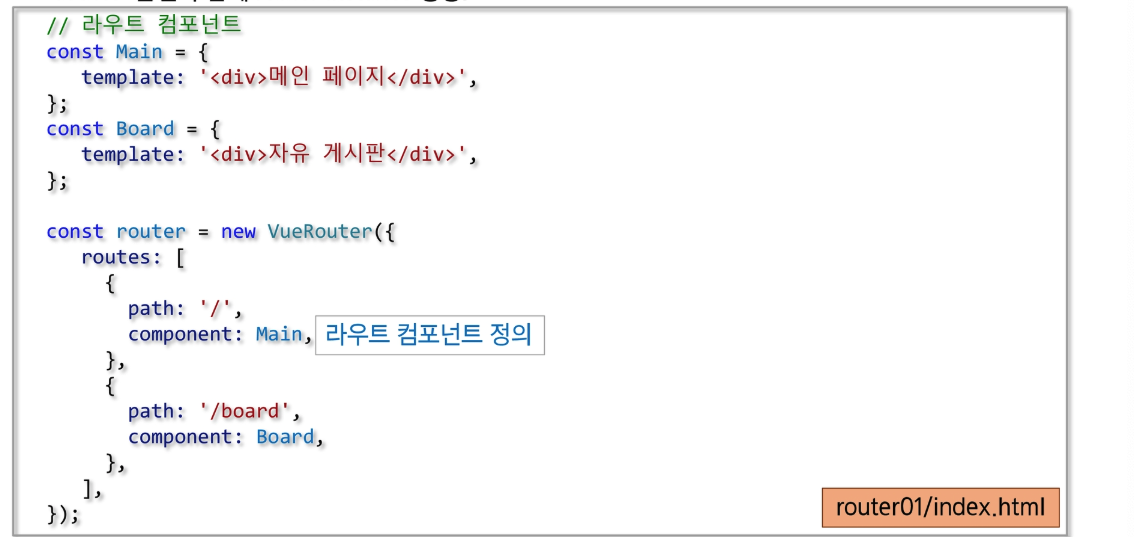 // 라우트 컴포넌트
const Main = {
template: '<div>메인 페이지</div>',
};
const Board = {
template: '<div>자유 게시판</div>',
};
const router = new VueRouter({
routes: [
{
path: '/',
component: Main, 라우트 컴포넌트 정의
},
{
path: '/board',
component: Board,
},
],
});
router01/index.html